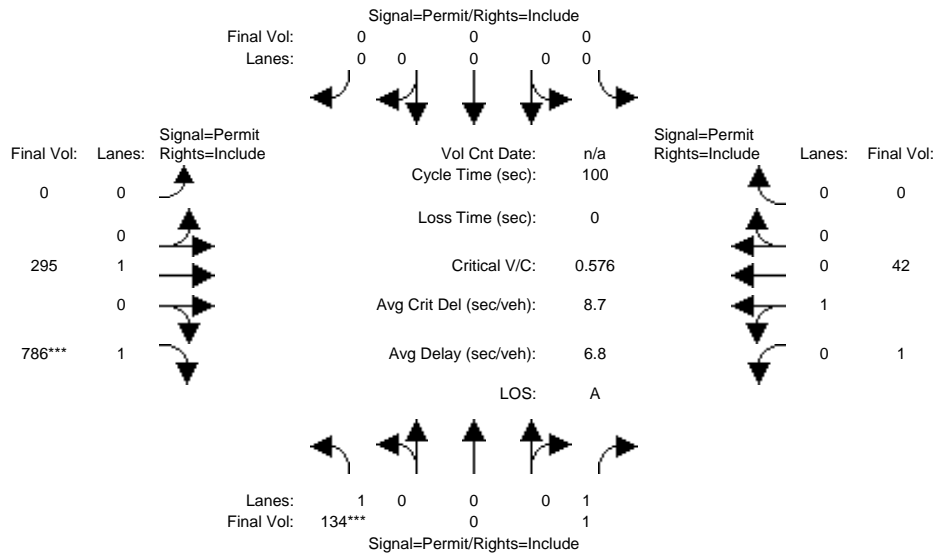 Signal=Permit/Rights=Include
Final Vol: 0 0 0
Lanes: 0 0 0 0 0
Signal=Permit Signal=Permit
Final Vol: Lanes: Rights=Include Vol Cnt Date: n/a Rights=Include Lanes: Final Vol:
Cycle Time (sec): 100
0 0 0 0
Loss Time (sec): 0
0 0
295 1 Critical V/C: 0.576 0 42
0 Avg Crit Del (sec/veh): 8.7 1
786*** 1 Avg Delay (sec/veh): 6.8 0 1
LOS: A
Lanes: 1 0 0 0 1
Final Vol: 134*** 0 1
Signal=Permit/Rights=Include